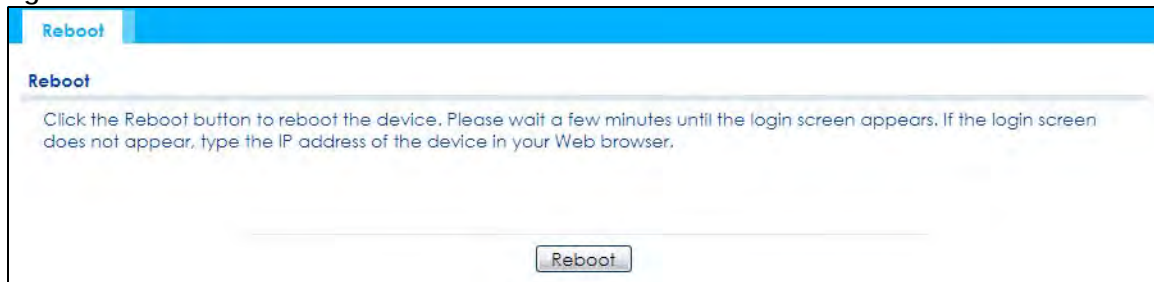 Reboot
Reboot
Click the Reboot button to reboot the device. Please wait a few minutes until the login screen appears. If the login screen
does not appear, type the IP address of the device in your Web browser.
Reboot